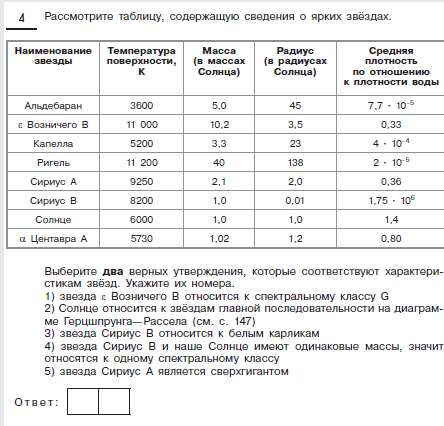 4 Рассмотрите таблицу, содержащую сведения о ярких звёздах.
Наименование звезды | Температура поверхности, К | Масса (в массах Солнца) | Радиус (в радиусах Солнца) | Средняя плотность по отношению к плотности воды
Альдебаран | 3600 | 5,0 | 45 | 7,7 · 10⁻⁵
ε Возничего В | 11 000 | 10,2 | 3,5 | 0,33
Капелла | 5200 | 3,3 | 23 | 4 · 10⁻⁴
Ригель | 11 200 | 40 | 138 | 2 · 10⁻⁵
Сириус А | 9250 | 2,1 | 2,0 | 0,36
Сириус В | 8200 | 1,0 | 0,01 | 1,75 · 10⁶
Солнце | 6000 | 1,0 | 1,0 | 1,4
α Центавра А | 5730 | 1,02 | 1,2 | 0,80
Выберите два верных утверждения, которые соответствуют характери-
стикам звёзд. Укажите их номера.
1) звезда ε Возничего В относится к спектральному классу G
2) Солнце относится к звёздам главной последовательности на диаграм-
ме Герцшпрунга—Рассела (см. с. 147)
3) звезда Сириус В относится к белым карликам
4) звезда Сириус В и наше Солнце имеют одинаковые массы, значит
относятся к одному спектральному классу
5) звезда Сириус А является сверхгигантом
Ответ: